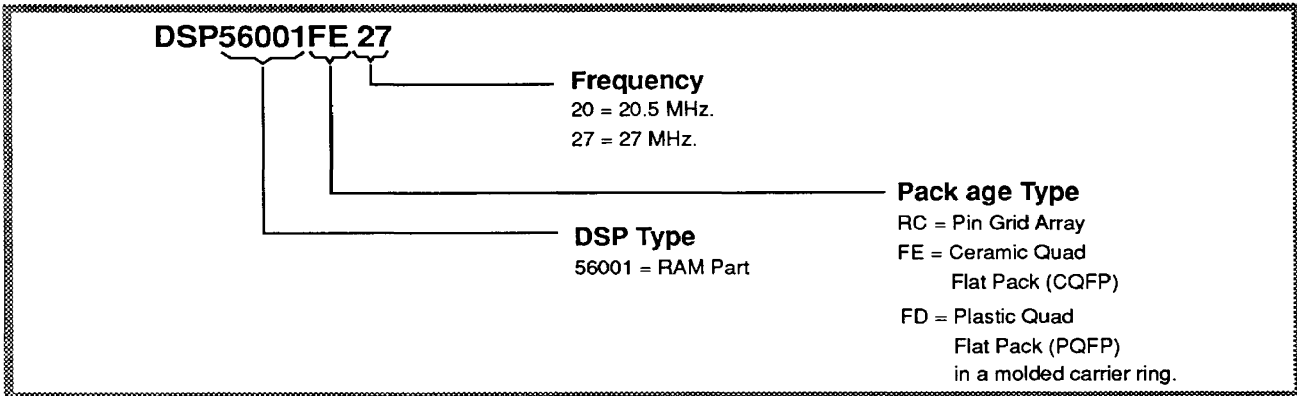 DSP56001FE 27
Frequency
20 = 20.5 MHz.
27 = 27 MHz.
Pack age Type
RC = Pin Grid Array
FE = Ceramic Quad
Flat Pack (CQFP)
FD = Plastic Quad
Flat Pack (PQFP)
in a molded carrier ring.
DSP Type
56001 = RAM Part